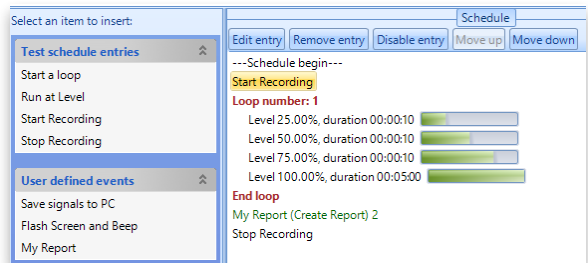 Select an item to insert:
Test schedule entries
Start a loop
Run at Level
Start Recording
Stop Recording
User defined events
Save signals to PC
Flash Screen and Beep
My Report
Schedule
Edit entry Remove entry Disable entry Move up Move down
---Schedule begin---
Start Recording
Loop number: 1
Level 25.00%, duration 00:00:10
Level 50.00%, duration 00:00:10
Level 75.00%, duration 00:00:10
Level 100.00%, duration 00:05:00
End loop
My Report (Create Report) 2
Stop Recording